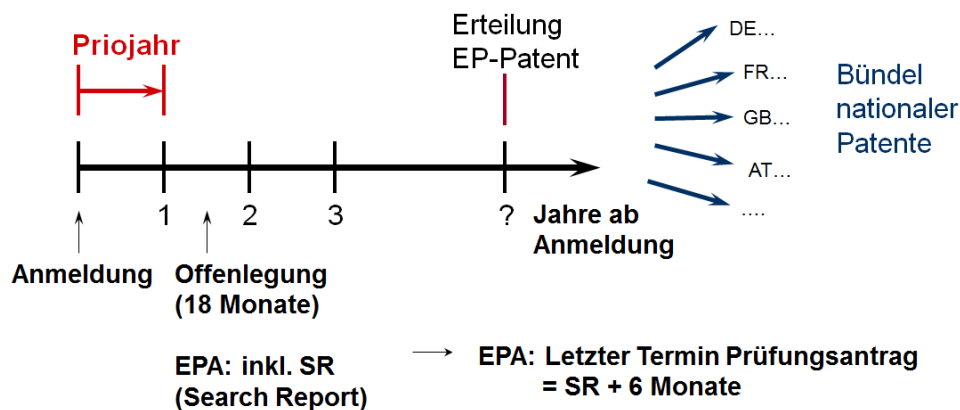 Priojahr
Erteilung
EP-Patent
DE...
FR...
GB...
AT...
....
Bündel
nationaler
Patente
1
2
3
?
Jahre ab
Anmeldung
Anmeldung
Offenlegung
(18 Monate)
EPA: inkl. SR
(Search Report)
EPA: Letzter Termin Prüfungsantrag
= SR + 6 Monate